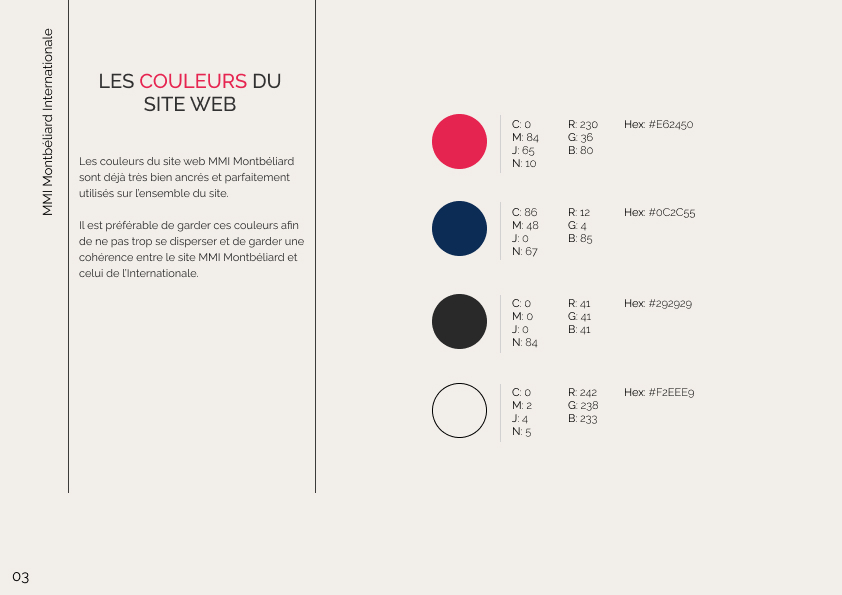 MMI Montbéliard Internationale
LES COULEURS DU
SITE WEB
Les couleurs du site web MMI Montbéliard
sont déjà très bien ancrés et parfaitement
utilisés sur l'ensemble du site.
Il est préférable de garder ces couleurs afin
de ne pas trop se disperser et de garder une
cohérence entre le site MMI Montbéliard et
celui de l'Internationale.
C: 0 R: 230 Hex: #E62450
M: 84 G: 36
J: 65 B: 80
N: 10
C: 86 R: 12 Hex: #0C2C55
M: 48 G: 4
J: 0 B: 85
N: 67
C: 0 R: 41 Hex: #292929
M: 0 G: 41
J: 0 B: 41
N: 84
C: 0 R: 242 Hex: #F2EEE9
M: 2 G: 238
J: 4 B: 233
N: 5
03